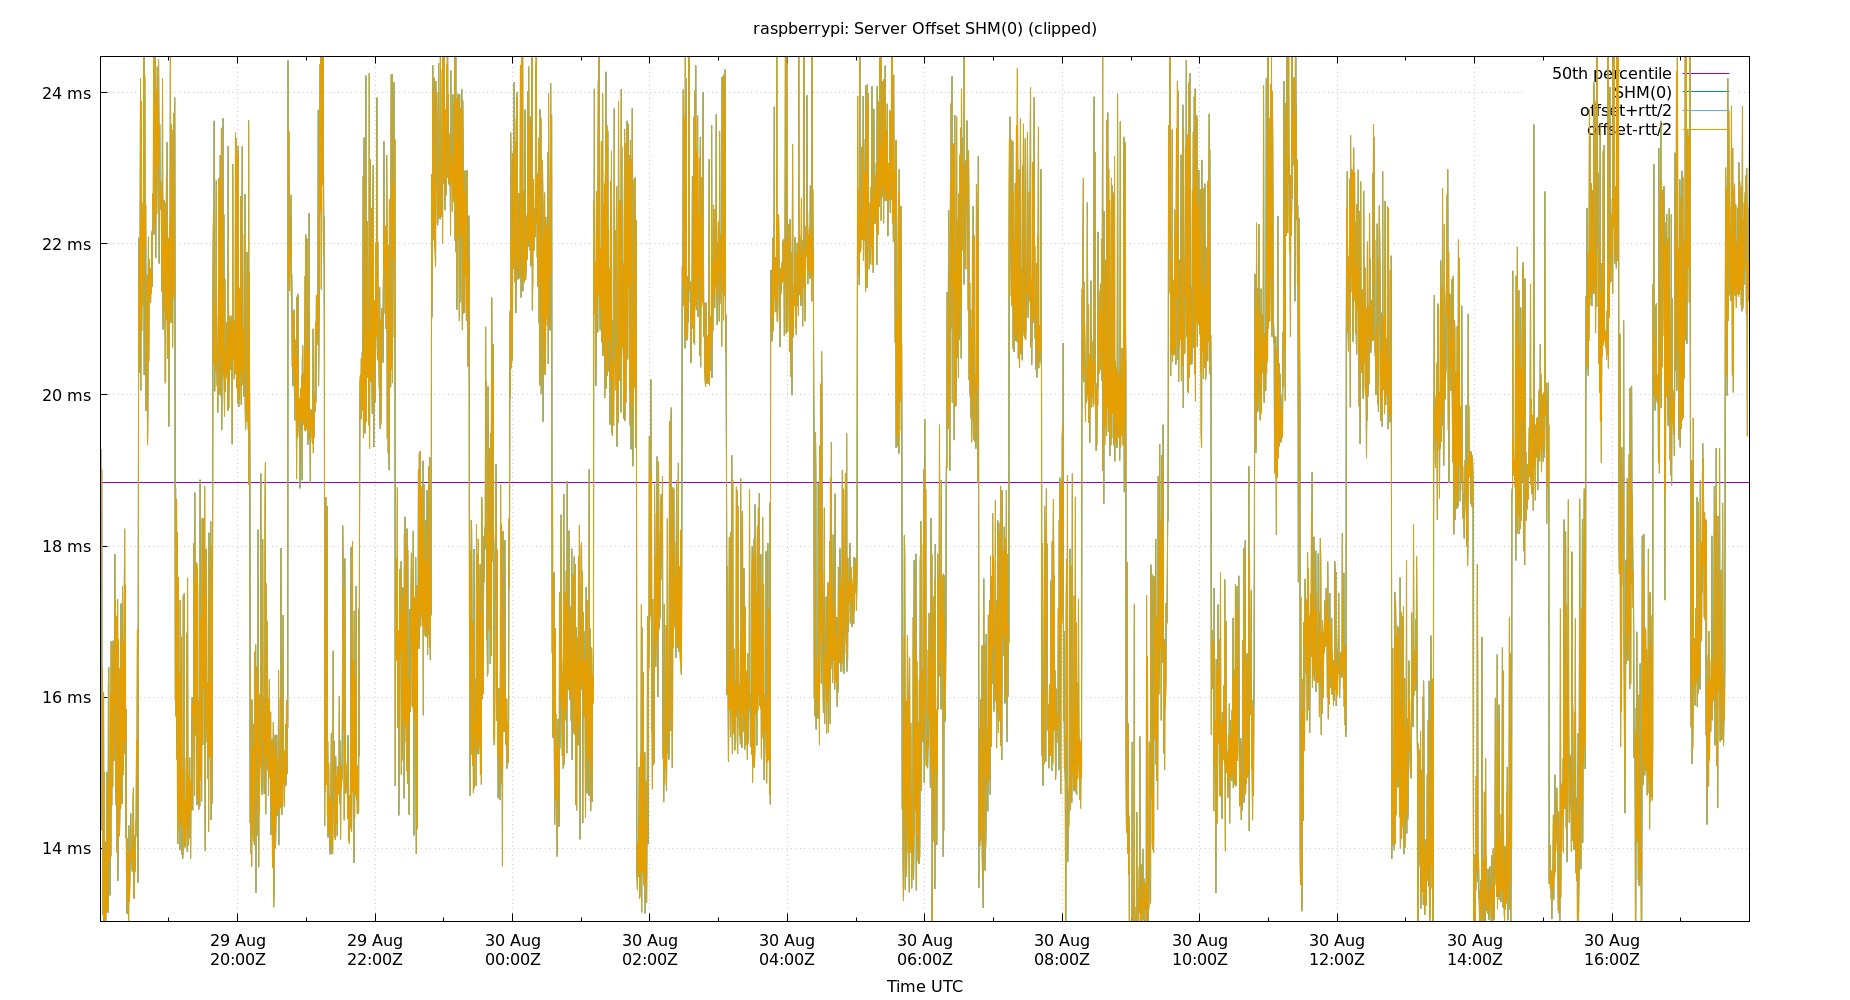 raspberrypi: Server Offset SHM(0) (clipped)
50th percentile
SHM(0)
offset+rtt/2
offset-rtt/2
24 ms
22 ms
20 ms
18 ms
16 ms
14 ms
29 Aug 29 Aug 30 Aug 30 Aug 30 Aug 30 Aug 30 Aug 30 Aug 30 Aug 30 Aug 30 Aug
20:00Z 22:00Z 00:00Z 02:00Z 04:00Z 06:00Z 08:00Z 10:00Z 12:00Z 14:00Z 16:00Z
Time UTC